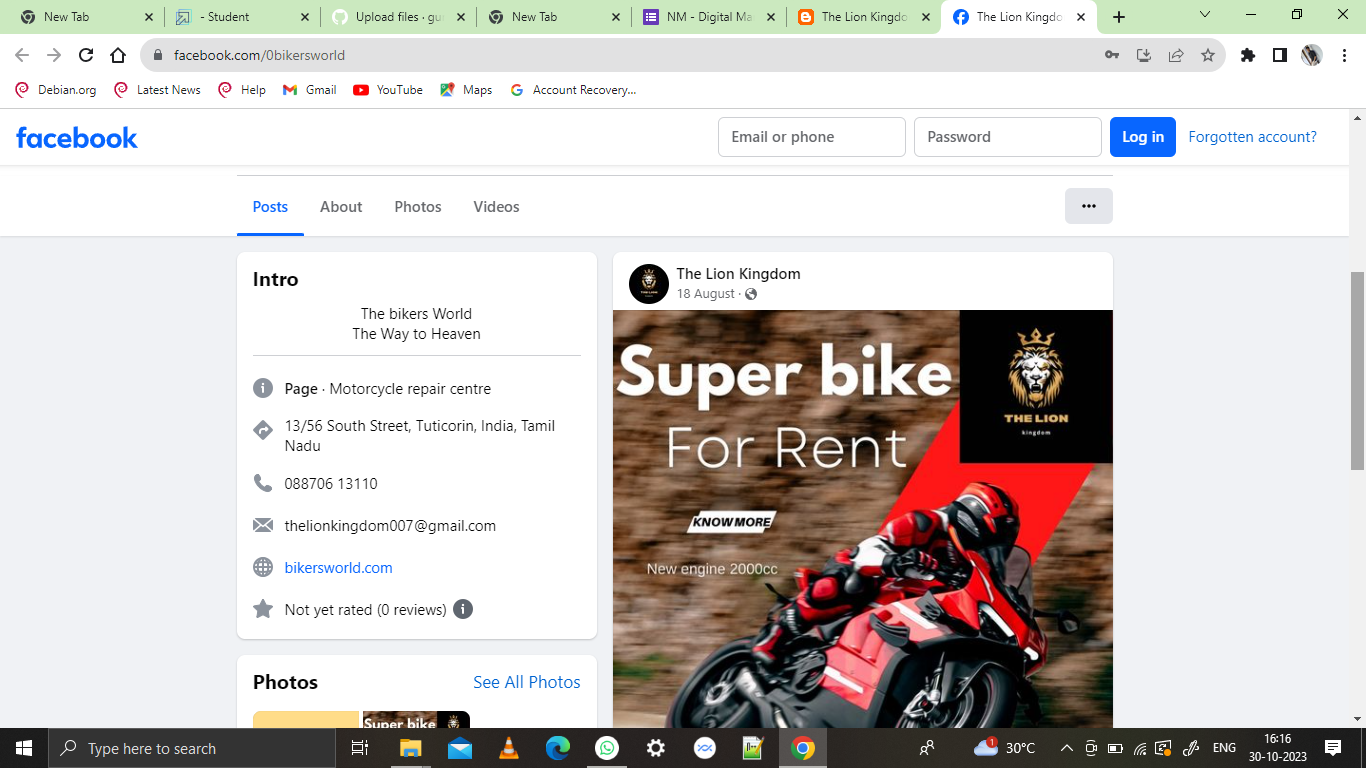 New Tab
- Student
Upload files · gu
New Tab
NM - Digital Ma
The Lion Kingdo
The Lion Kingdo
facebook.com/0bikersworld
Debian.org
Latest News
Help
Gmail
YouTube
Maps
Account Recovery...
facebook
Email or phone
Password
Log in
Forgotten account?
Posts
About
Photos
Videos
Intro
The bikers World
The Way to Heaven
Page · Motorcycle repair centre
13/56 South Street, Tuticorin, India, Tamil
Nadu
088706 13110
thelionkingdom007@gmail.com
bikersworld.com
Not yet rated (0 reviews)
Photos
See All Photos
Super bike
The Lion Kingdom
18 August ·
Super bike
For Rent
THE LION
kingdom
KNOW MORE
New engine 2000cc
Type here to search
1
30°C
ENG
16:16
30-10-2023